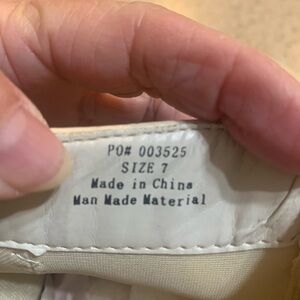 PO# 003525
SIZE 7
Made in China
Man Made Material